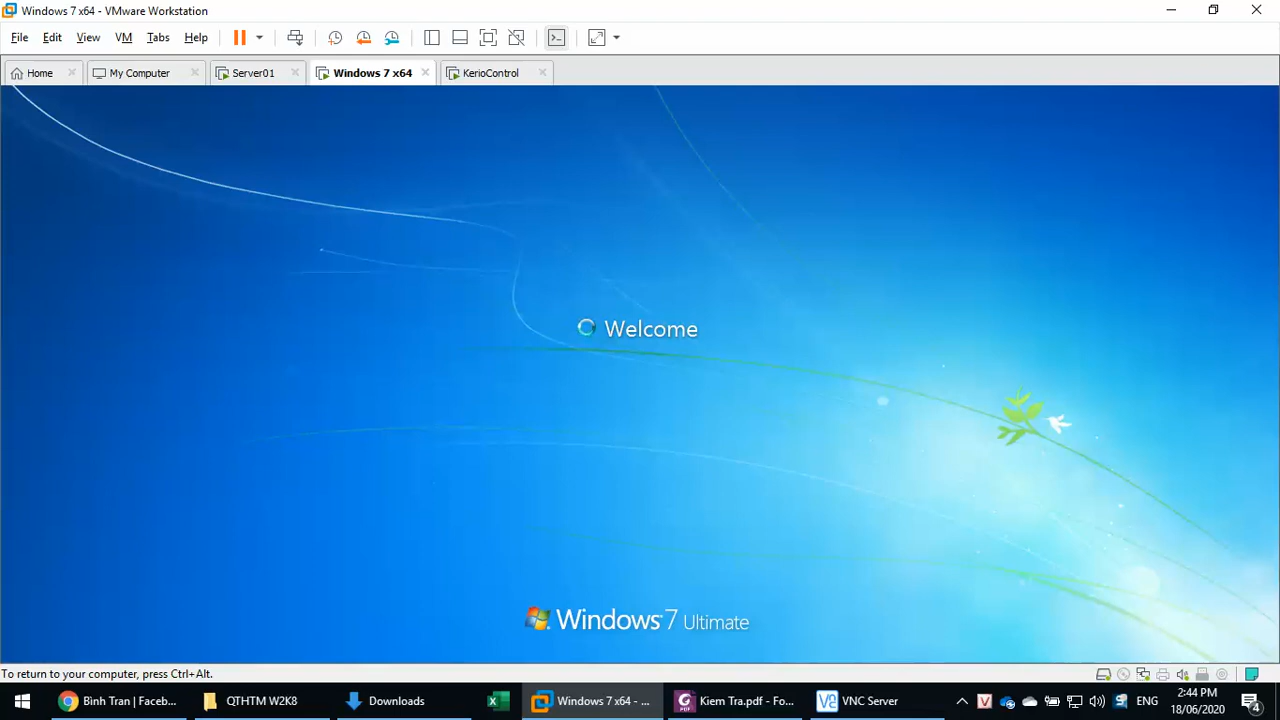 Windows 7 x64 - VMware Workstation
File Edit View VM Tabs Help
Home My Computer Server01 Windows 7 x64 KerioControl
Welcome
Windows 7 Ultimate
To return to your computer, press Ctrl+Alt.
Bình Tran | Faceb... QTHTM W2K8 Downloads Windows 7 x64 - ... Kiem Tra.pdf - Fo... VNC Server ENG 2:44 PM
18/06/2020 4